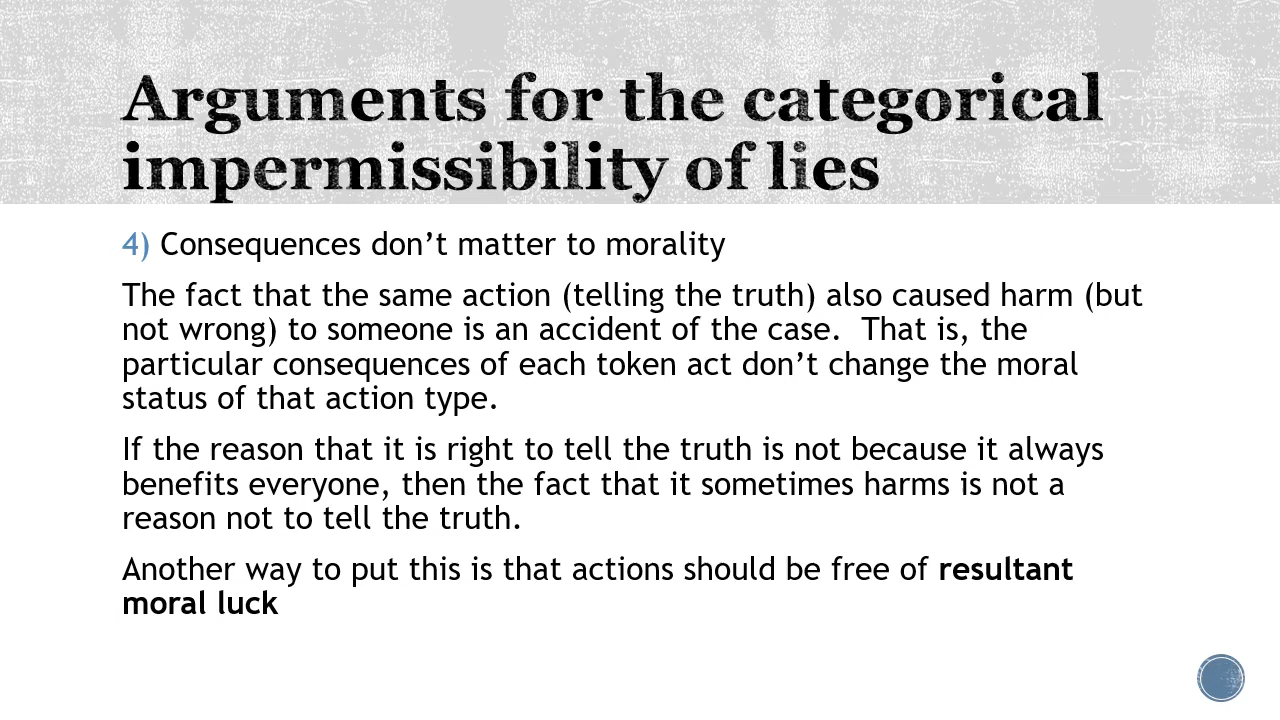 Arguments for the categorical
impermissibility of lies
4) Consequences don’t matter to morality
The fact that the same action (telling the truth) also caused harm (but
not wrong) to someone is an accident of the case.  That is, the
particular consequences of each token act don’t change the moral
status of that action type.
If the reason that it is right to tell the truth is not because it always
benefits everyone, then the fact that it sometimes harms is not a
reason not to tell the truth.
Another way to put this is that actions should be free of resultant
moral luck